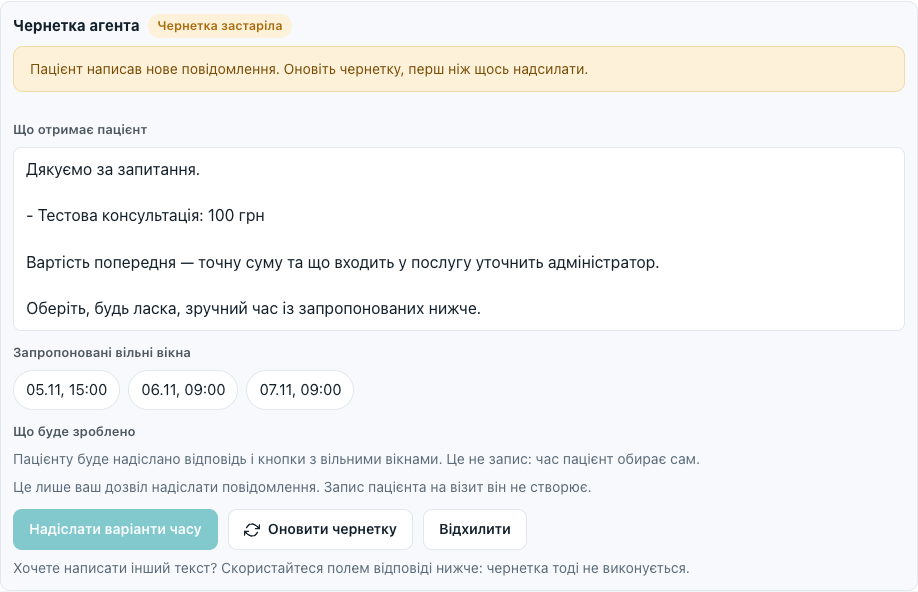 Чернетка агента Чернетка застаріла
Пацієнт написав нове повідомлення. Оновіть чернетку, перш ніж щось надсилати.
Що отримає пацієнт
Дякуємо за запитання.
- Тестова консультація: 100 грн
Вартість попередня — точну суму та що входить у послугу уточнить адміністратор.
Оберіть, будь ласка, зручний час із запропонованих нижче.
Запропоновані вільні вікна
05.11, 15:00 06.11, 09:00 07.11, 09:00
Що буде зроблено
Пацієнту буде надіслано відповідь і кнопки з вільними вікнами. Це не запис: час пацієнт обирає сам.
Це лише ваш дозвіл надіслати повідомлення. Запис пацієнта на візит він не створює.
Надіслати варіанти часу Оновити чернетку Відхилити
Хочете написати інший текст? Скористайтеся полем відповіді нижче: чернетка тоді не виконується.